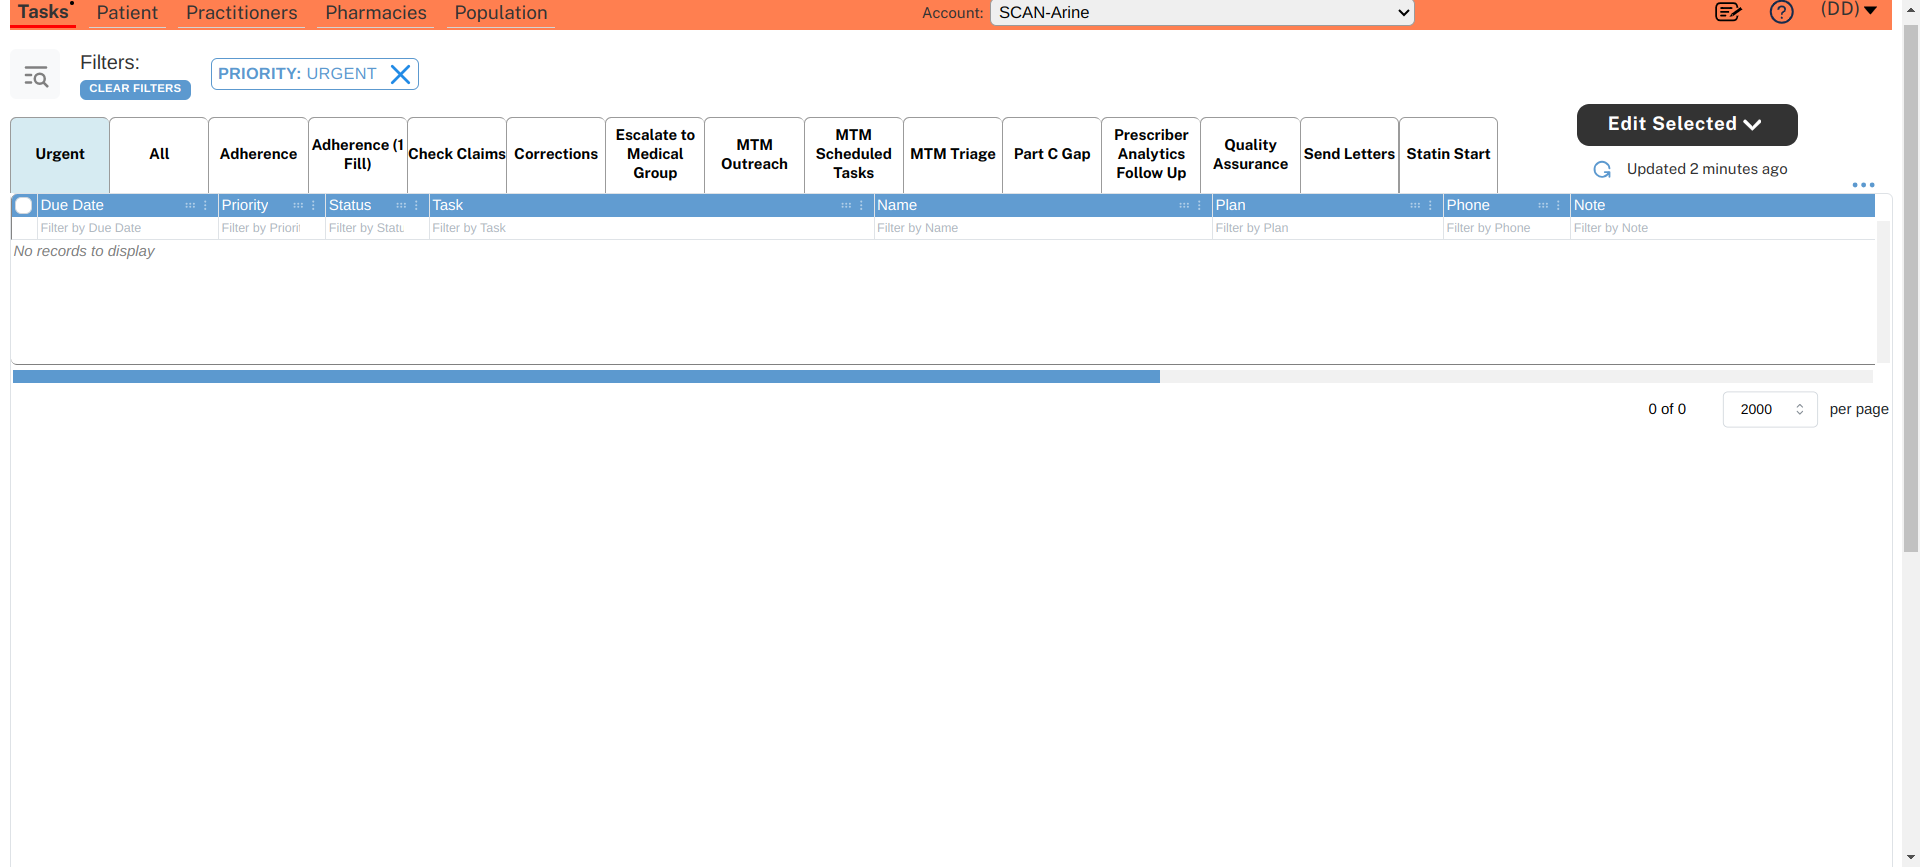 Tasks Patient Practitioners Pharmacies Population Account: SCAN-Arine (DD)
Filters:
CLEAR FILTERS
PRIORITY: URGENT
Edit Selected
Updated 2 minutes ago
Urgent
All
Adherence
Adherence (1
Fill)
Check Claims
Corrections
Escalate to
Medical
Group
MTM
Outreach
MTM
Scheduled
Tasks
MTM Triage
Part C Gap
Prescriber
Analytics
Follow Up
Quality
Assurance
Send Letters
Statin Start
Due Date Priority Status Task Name Plan Phone Note
Filter by Due Date Filter by Priori Filter by Statu Filter by Task Filter by Name Filter by Plan Filter by Phone Filter by Note
No records to display
0 of 0 2000 per page